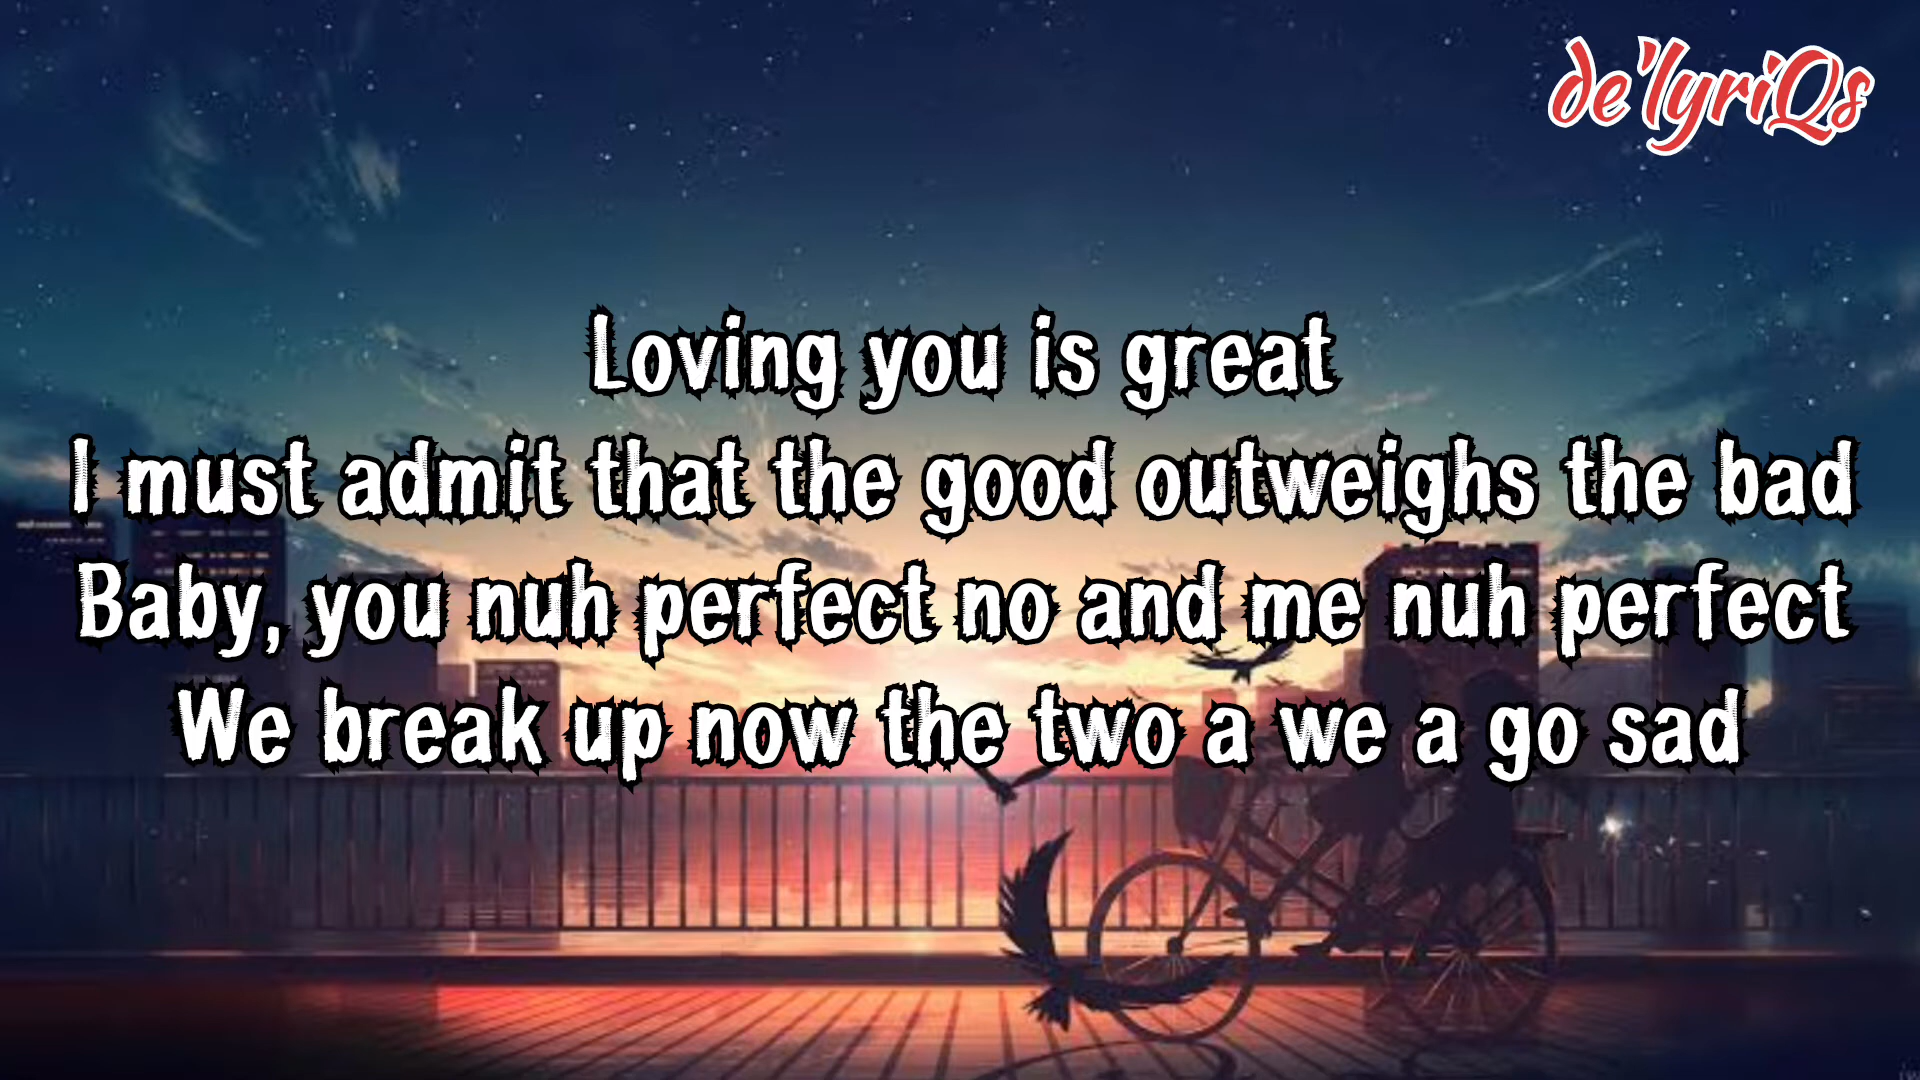 de'lyriQs
Loving you is great
I must admit that the good outweighs the bad
Baby, you nuh perfect no and me nuh perfect
We break up now the two a we a go sad